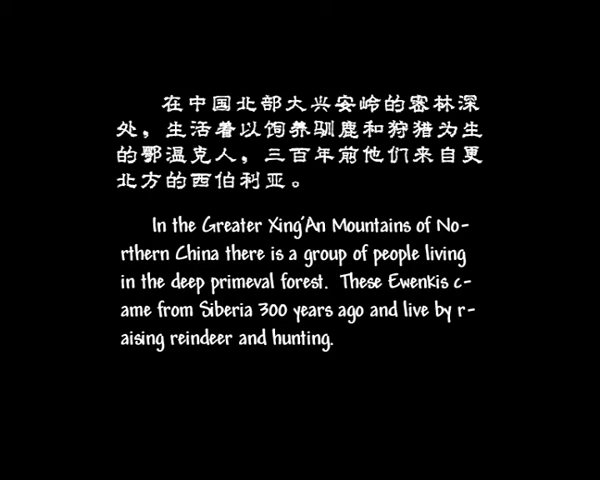 在中国北部大兴安岭的密林深
处，生活着以饲养驯鹿和狩猎为生
的鄂温克人，三百年前他们来自更
北方的西伯利亚。
In the Greater Xing'An Mountains of No-
rthern China there is a group of people living
in the deep primeval forest. These Ewenkis c-
ame from Siberia 300 years ago and live by r-
aising reindeer and hunting.